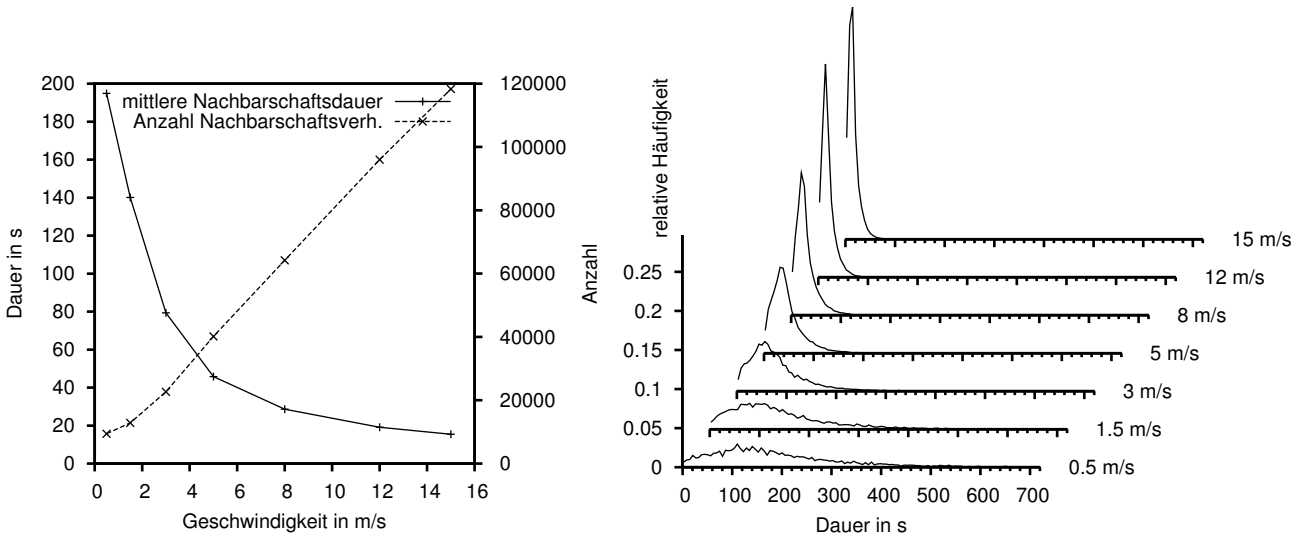 200
180
160
140
120
100
80
60
40
20
0
Dauer in s
mittlere Nachbarschaftsdauer
Anzahl Nachbarschaftsverh.
120000
100000
80000
60000
40000
20000
0
Anzahl
0 2 4 6 8 10 12 14 16
Geschwindigkeit in m/s
relative Häufigkeit
0.25
0.2
0.15
0.1
0.05
0
15 m/s
12 m/s
8 m/s
5 m/s
3 m/s
1.5 m/s
0.5 m/s
0 100 200 300 400 500 600 700
Dauer in s